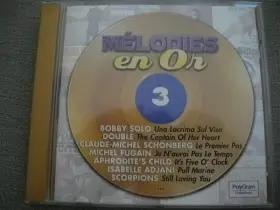 MÉLODIES
en Or
3
BOBBY SOLO Una Lacrima Sul Viso
DOUBLE The Captain Of Her Heart
CLAUDE-MICHEL SCHONBERG Le Premier Pas
MICHEL FUGAIN Je N'aurai Pas Le Temps
APHRODITE'S CHILD It's Five O' Clock
ISABELLE ADJANI Pull Marine
SCORPIONS Still Loving You
...
PolyGram